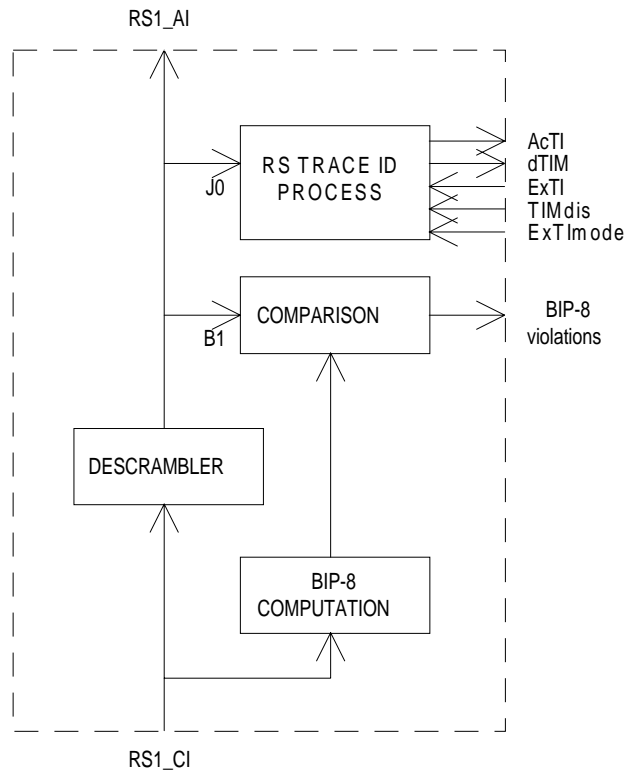 RS1_AI
RS TRACE ID
PROCESS
J0
AcTI
dTIM
ExTI
TIMdis
ExTImode
COMPARISON
B1
BIP-8
violations
DESCRAMBLER
BIP-8
COMPUTATION
RS1_CI